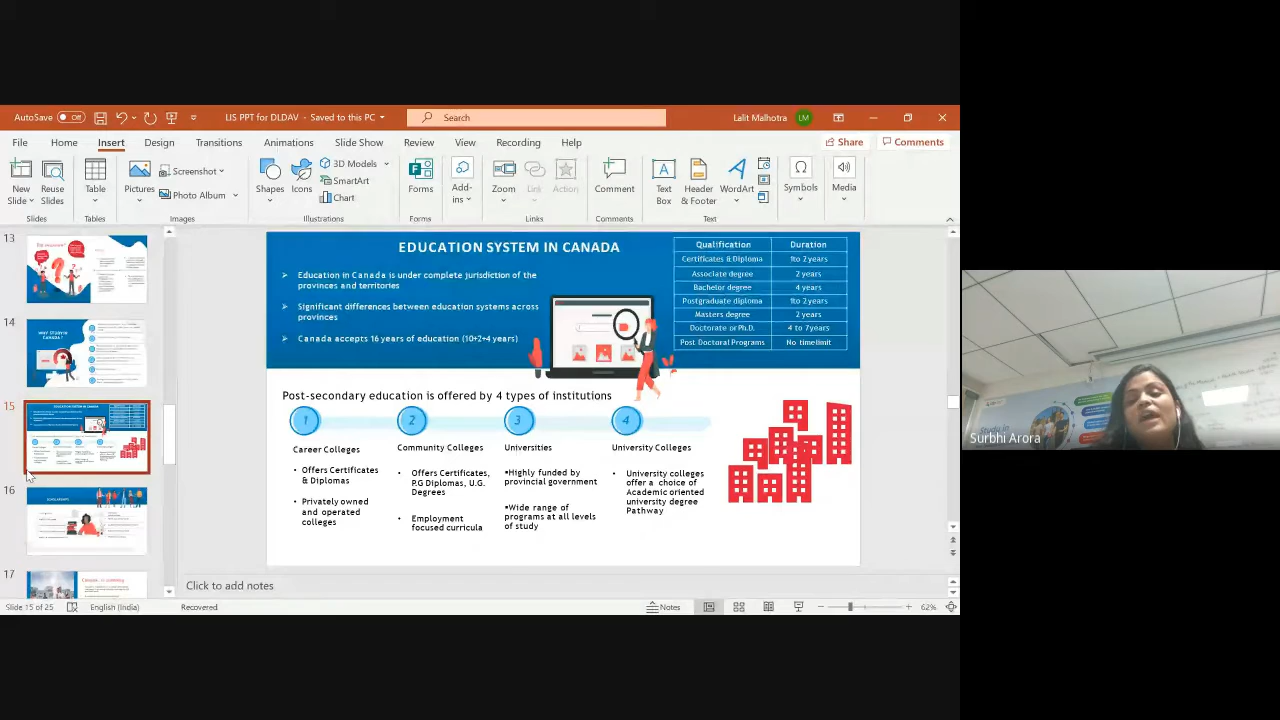 AutoSave Off LIS PPT for DLDAV - Saved to this PC Search Lalit Malhotra LM
File Home Insert Design Transitions Animations Slide Show Review View Recording Help Share Comments
New Slide
Reuse Slides
Table
Pictures
Screenshot
Photo Album
Shapes
Icons
3D Models
SmartArt
Chart
Forms
Add-ins
Zoom
Link
Action
Comment
Text Box
Header & Footer
WordArt
Symbols
Media
Slides Tables Images Illustrations Forms Links Comments Text
13
14
WHY STUDY IN CANADA?
15
EDUCATION SYSTEM IN CANADA
16
SCHOLARSHIPS
17
EDUCATION SYSTEM IN CANADA
Education in Canada is under complete jurisdiction of the
provinces and territories
Significant differences between education systems across
provinces
Canada accepts 16 years of education (10+2+4 years)
Qualification Duration
Certificates & Diploma 1to 2 years
Associate degree 2 years
Bachelor degree 4 years
Postgraduate diploma 1to 2years
Masters degree 2 years
Doctorate or Ph.D. 4 to 7years
Post Doctoral Programs No timelimit
Post-secondary education is offered by 4 types of institutions
2 3 4
Career Colleges
• Offers Certificates
& Diplomas
• Privately owned
and operated
colleges
Community Colleges
• Offers Certificates,
P.G Diplomas, U.G.
Degrees
• Employment
focused curricula
Universities
▪Highly funded by
provincial government
▪Wide range of
programs at all levels
of study
University Colleges
• University colleges
offer a choice of
Academic oriented
university degree
Pathway
Click to add notes
Slide 15 of 25 English (India) Recovered Notes 62%
Surbhi Arora